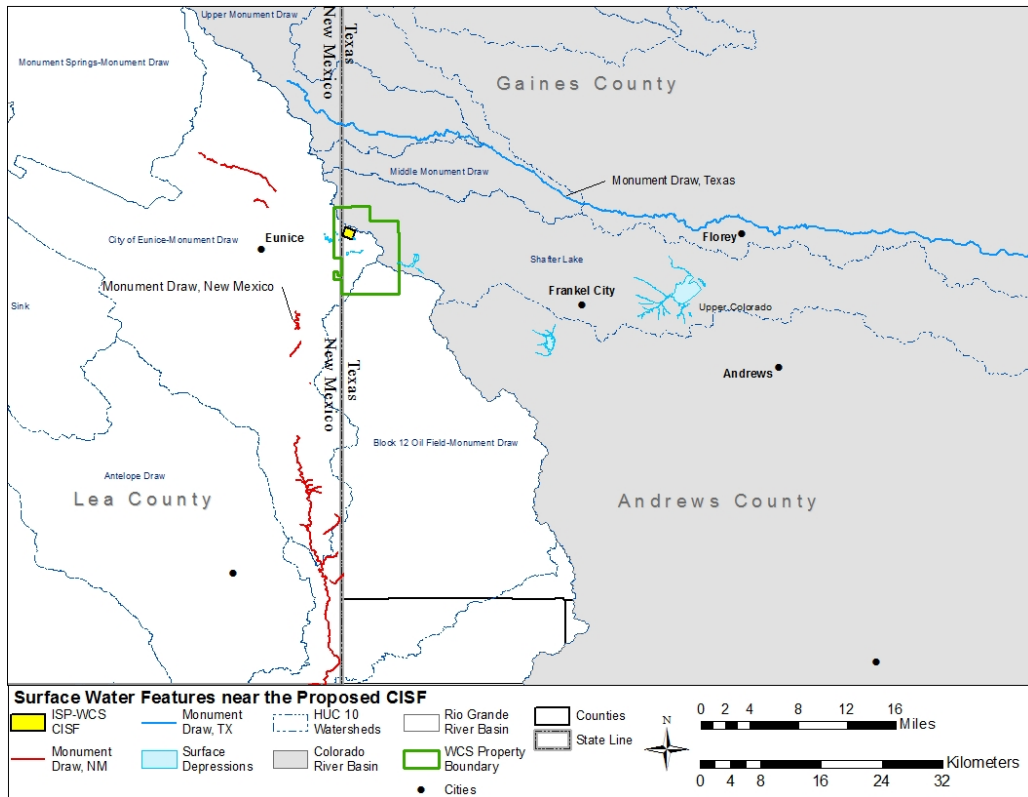 Upper Monument Draw
Texas
New Mexico
Monument Springs-Monument Draw
Gaines County
Middle Monument Draw
Monument Draw, Texas
City of Eunice-Monument Draw
Eunice
Florey
Shafter Lake
Monument Draw, New Mexico
Frankel City
Sink
Upper Colorado
Texas
New Mexico
Andrews
Block 12 Oil Field-Monument Draw
Antelope Draw
Lea County
Andrews County
Surface Water Features near the Proposed CISF
ISP-WCS
CISF
Monument
Draw, TX
HUC 10
Watersheds
Rio Grande
River Basin
Counties
State Line
Monument
Draw, NM
Surface
Depressions
Colorado
River Basin
WCS Property
Boundary
Cities
N
0 2 4 8 12 16
Miles
Kilometers
0 4 8 16 24 32